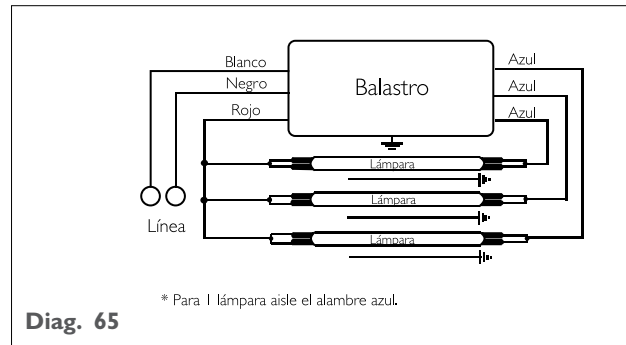 Blanco
Negro
Rojo
Balastro
Azul
Azul
Azul
Lámpara
Lámpara
Lámpara
Línea
* Para 1 lámpara aisle el alambre azul.
Diag. 65